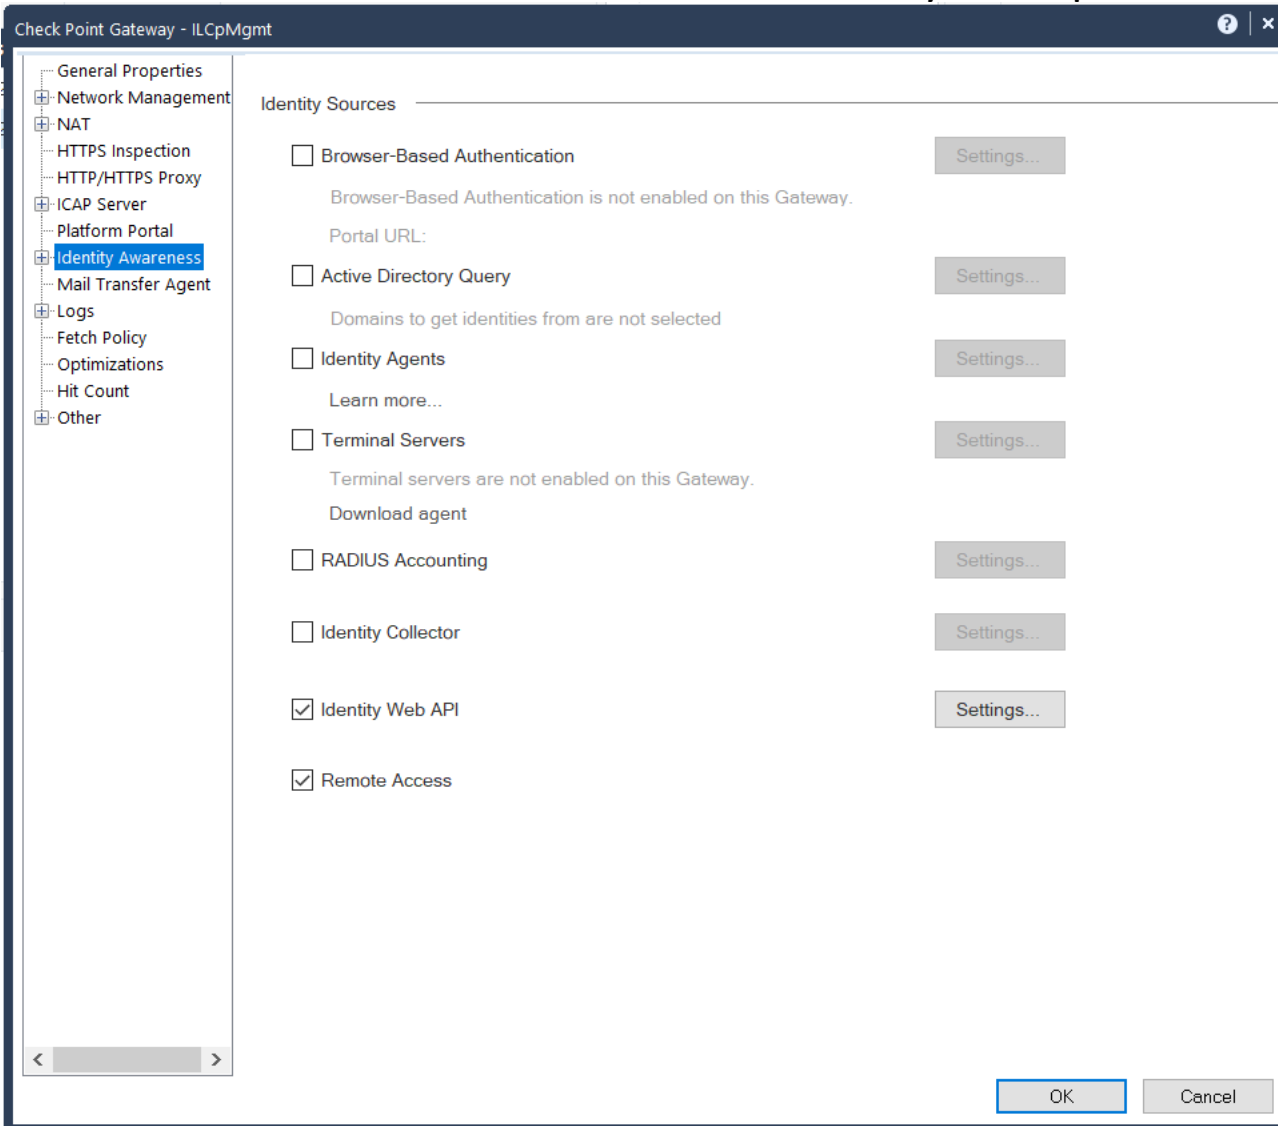 Check Point Gateway - ILCpMgmt
General Properties
Network Management
NAT
HTTPS Inspection
HTTP/HTTPS Proxy
ICAP Server
Platform Portal
Identity Awareness
Mail Transfer Agent
Logs
Fetch Policy
Optimizations
Hit Count
Other
Identity Sources
Browser-Based Authentication Settings...
Browser-Based Authentication is not enabled on this Gateway.
Portal URL:
Active Directory Query Settings...
Domains to get identities from are not selected
Identity Agents Settings...
Learn more...
Terminal Servers Settings...
Terminal servers are not enabled on this Gateway.
Download agent
RADIUS Accounting Settings...
Identity Collector Settings...
Identity Web API Settings...
Remote Access
OK Cancel